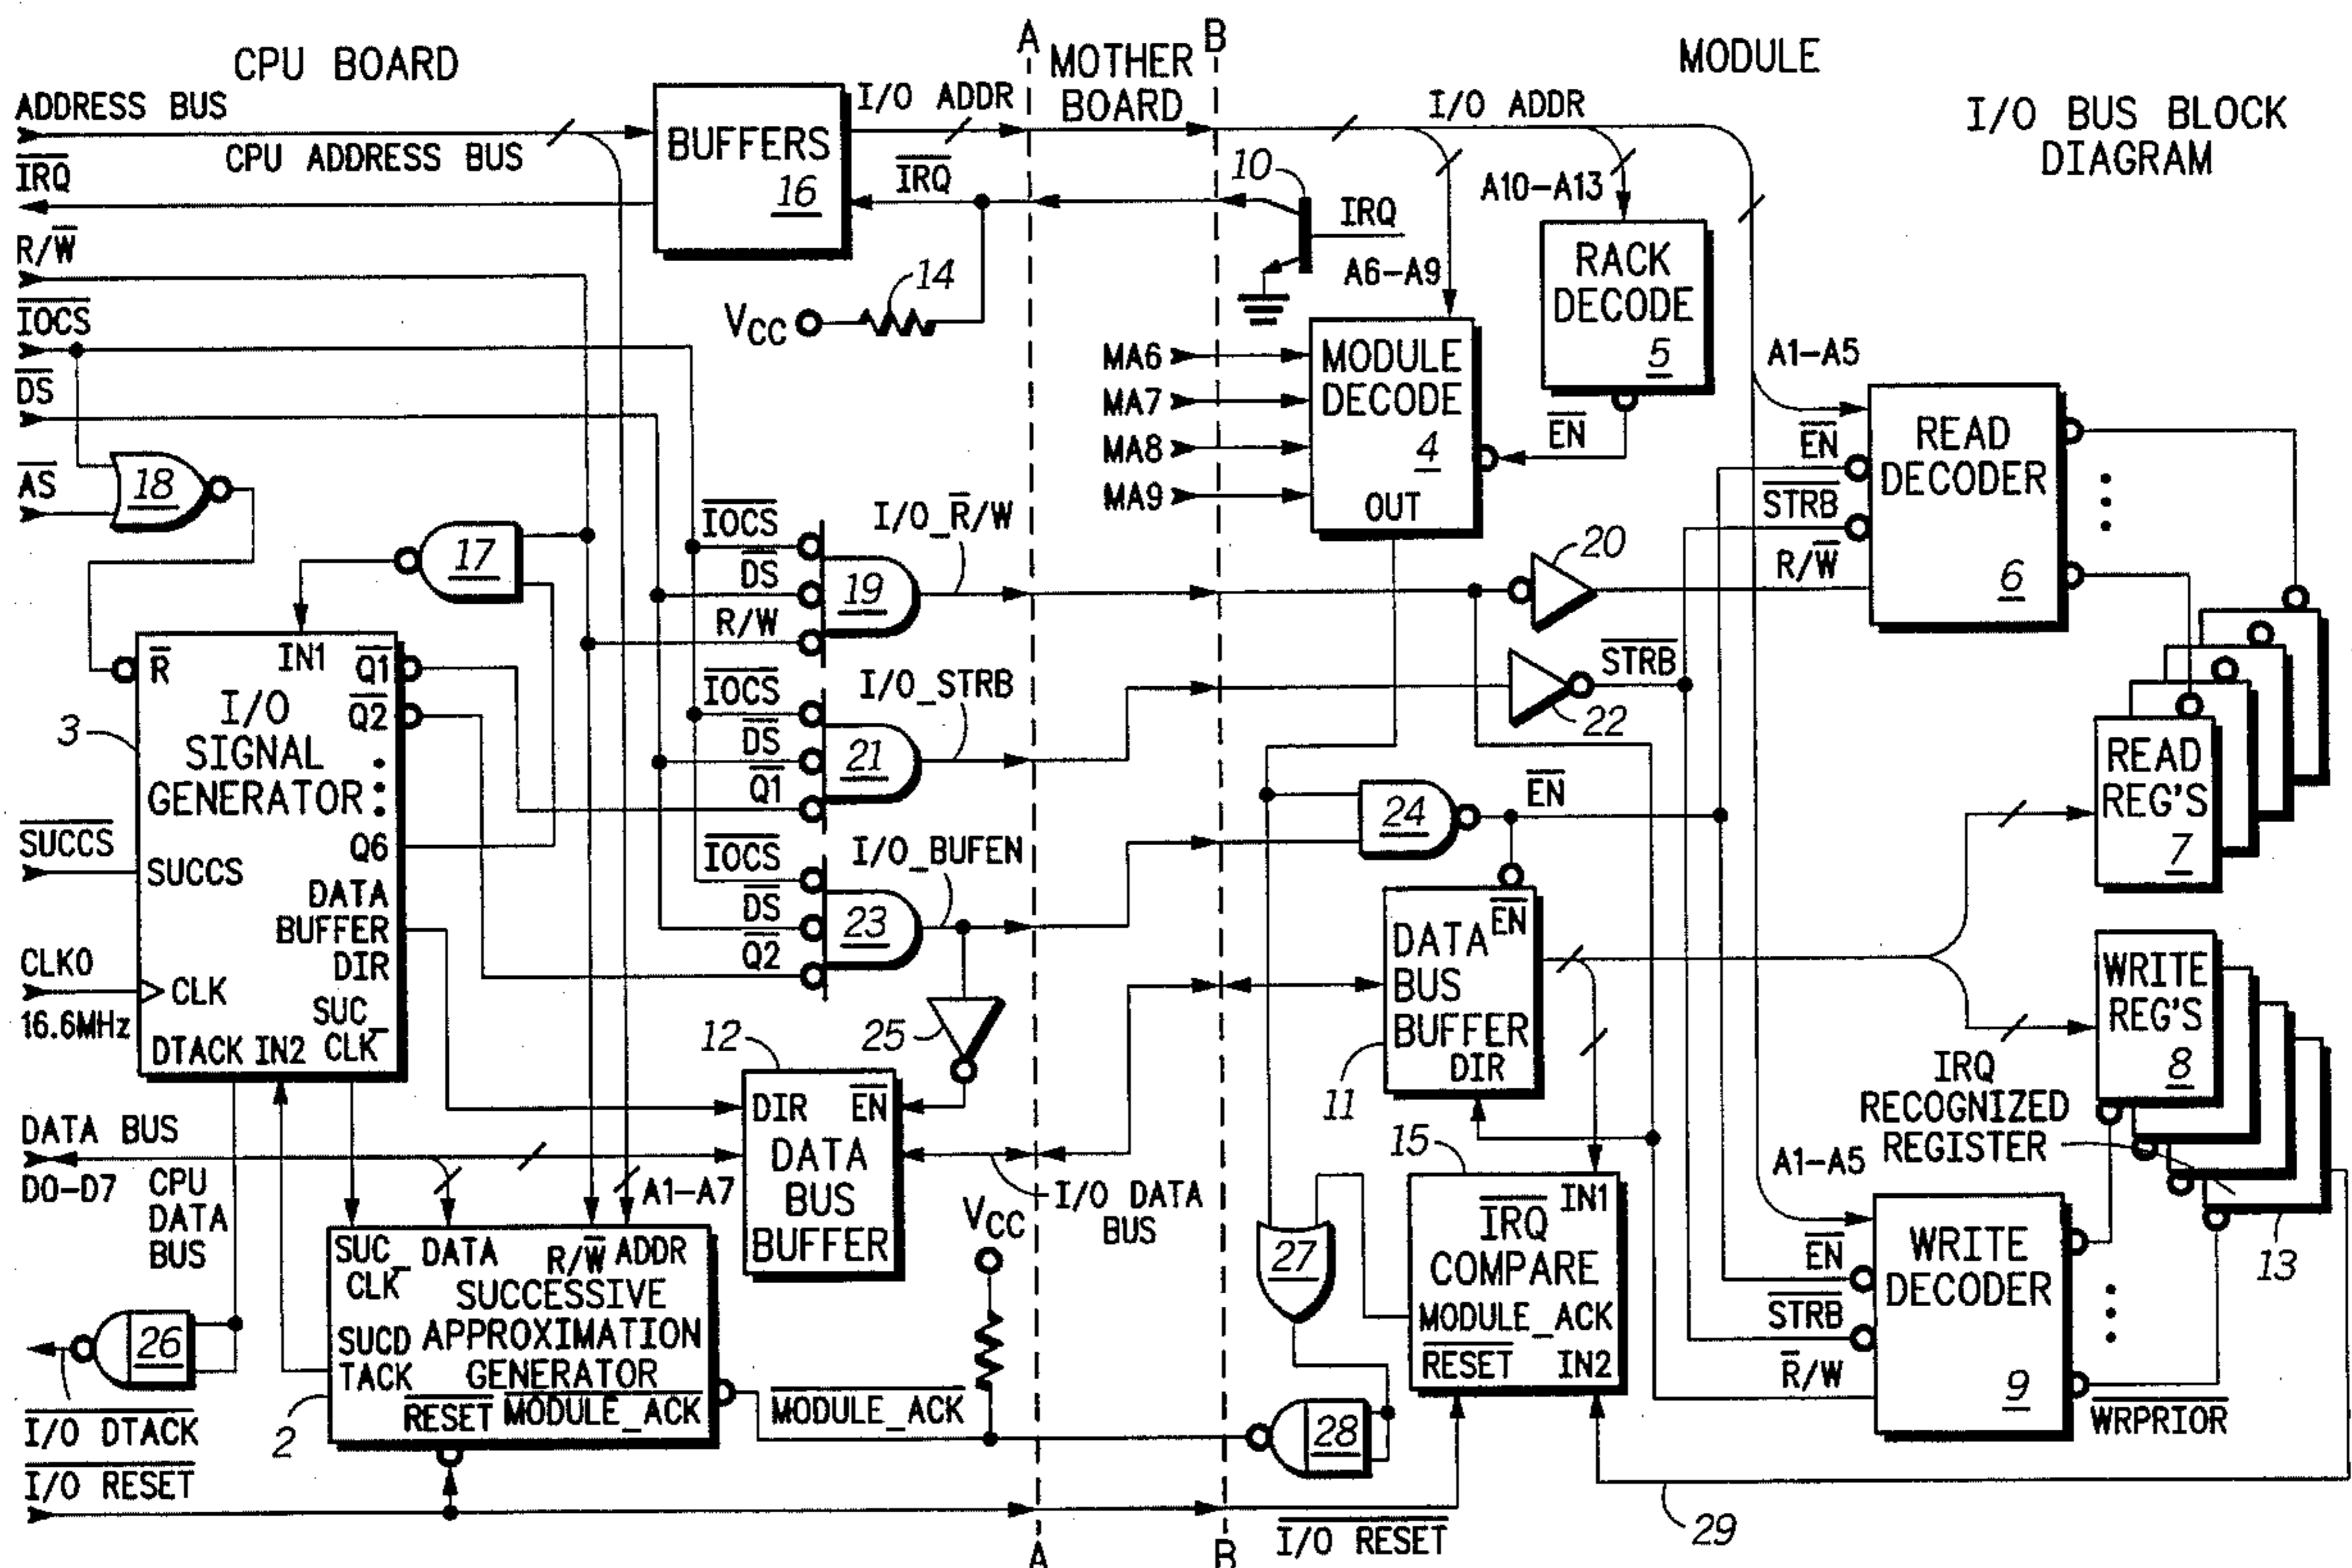 CPU BOARD
A
MOTHER
BOARD
B
MODULE
I/O BUS BLOCK
DIAGRAM
ADDRESS BUS
CPU ADDRESS BUS
IRQ
R/W
IOCS
DS
AS
BUFFERS
16
I/O ADDR
IRQ
14
VCC
I/O ADDR
10
IRQ
A6-A9
A10-A13
RACK
DECODE
5
EN
MA6
MA7
MA8
MA9
MODULE
DECODE
4
OUT
A1-A5
EN
STRB
R/W
READ
DECODER
6
18
17
IOCS
DS
R/W
19
I/O_R/W
IOCS
DS
Q1
21
I/O_STRB
IOCS
DS
Q2
23
I/O_BUFEN
20
STRB
22
24
EN
READ
REG'S
7
WRITE
REG'S
8
IRQ
RECOGNIZED
REGISTER
13
3
R
IN1
Q1
Q2
I/O
SIGNAL
GENERATOR
Q6
SUCCS
SUCCS
DATA
BUFFER
DIR
CLK0
16.6MHz
CLK
SUC_
CLK
DTACK
IN2
25
12
DIR
EN
DATA
BUS
BUFFER
EN
DATA
BUS
BUFFER
DIR
11
DATA BUS
D0-D7
CPU
DATA
BUS
A1-A7
I/O DATA
BUS
VCC
SUC_
CLK
DATA
R/W
ADDR
SUCCESSIVE
APPROXIMATION
GENERATOR
SUCD
TACK
RESET
MODULE_ACK
2
26
I/O DTACK
I/O RESET
MODULE_ACK
15
IN1
IRQ
COMPARE
MODULE_ACK
RESET
IN2
27
28
I/O RESET
29
A1-A5
EN
STRB
R/W
WRITE
DECODER
9
WRPRIOR
A
B